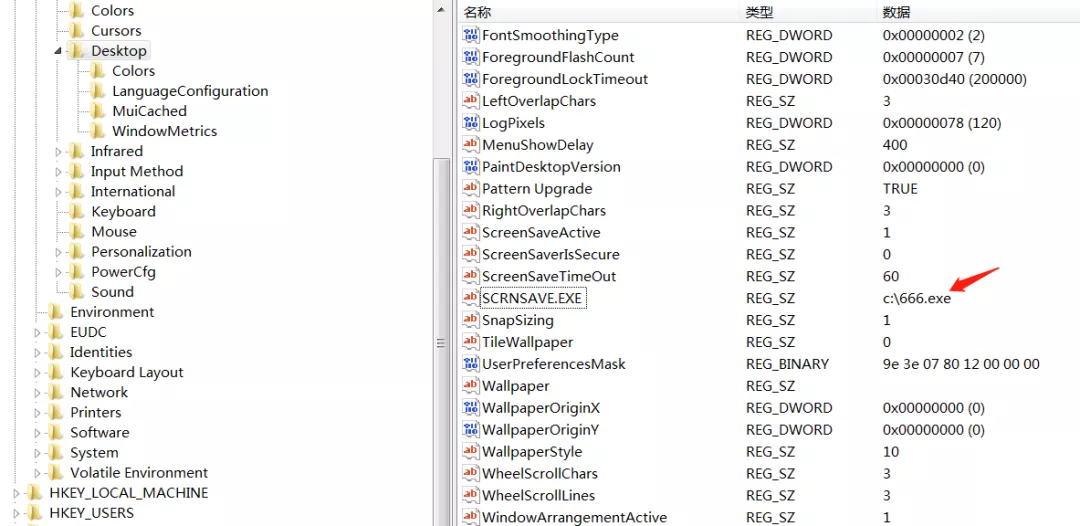 Colors
Cursors
Desktop
Colors
LanguageConfiguration
MuiCached
WindowMetrics
Infrared
Input Method
International
Keyboard
Mouse
Personalization
PowerCfg
Sound
Environment
EUDC
Identities
Keyboard Layout
Network
Printers
Software
System
Volatile Environment
HKEY_LOCAL_MACHINE
HKEY_USERS
名称 类型 数据
FontSmoothingType REG_DWORD 0x00000002 (2)
ForegroundFlashCount REG_DWORD 0x00000007 (7)
ForegroundLockTimeout REG_DWORD 0x00030d40 (200000)
LeftOverlapChars REG_SZ 3
LogPixels REG_DWORD 0x00000078 (120)
MenuShowDelay REG_SZ 400
PaintDesktopVersion REG_DWORD 0x00000000 (0)
Pattern Upgrade REG_SZ TRUE
RightOverlapChars REG_SZ 3
ScreenSaveActive REG_SZ 1
ScreenSaverIsSecure REG_SZ 0
ScreenSaveTimeOut REG_SZ 60
SCRNSAVE.EXE REG_SZ c:\666.exe
SnapSizing REG_SZ 1
TileWallpaper REG_SZ 0
UserPreferencesMask REG_BINARY 9e 3e 07 80 12 00 00 00
Wallpaper REG_SZ
WallpaperOriginX REG_DWORD 0x00000000 (0)
WallpaperOriginY REG_DWORD 0x00000000 (0)
WallpaperStyle REG_SZ 10
WheelScrollChars REG_SZ 3
WheelScrollLines REG_SZ 3
WindowArrangementActive REG_SZ 1